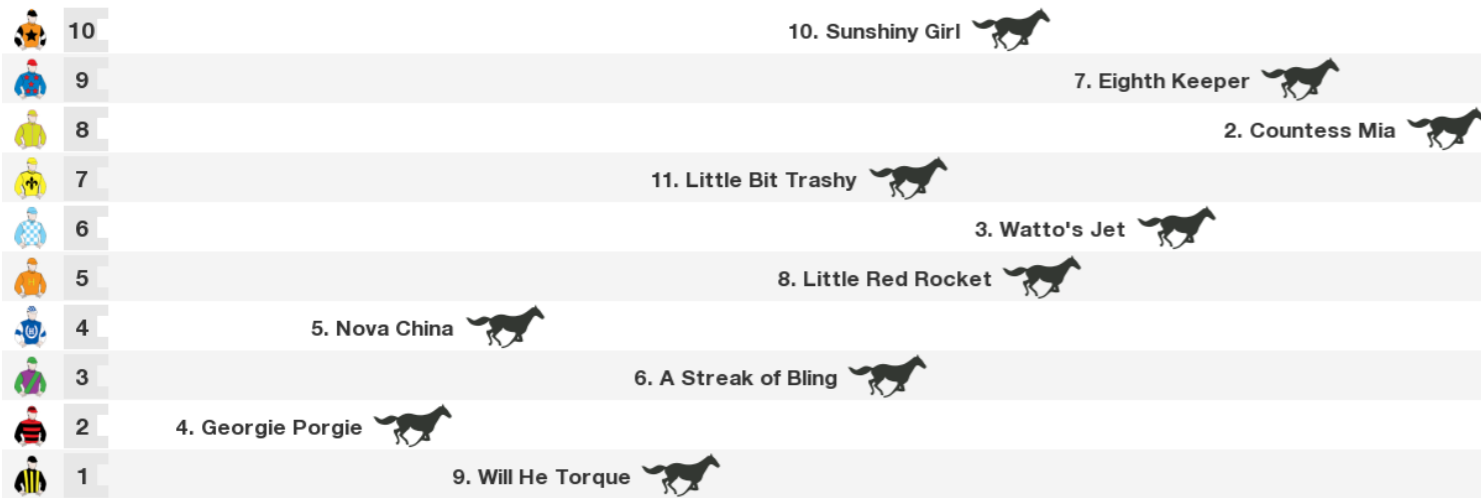 10 10. Sunshiny Girl
9 7. Eighth Keeper
8 2. Countess Mia
7 11. Little Bit Trashy
6 3. Watto's Jet
5 8. Little Red Rocket
4 5. Nova China
3 6. A Streak of Bling
2 4. Georgie Porgie
1 9. Will He Torque